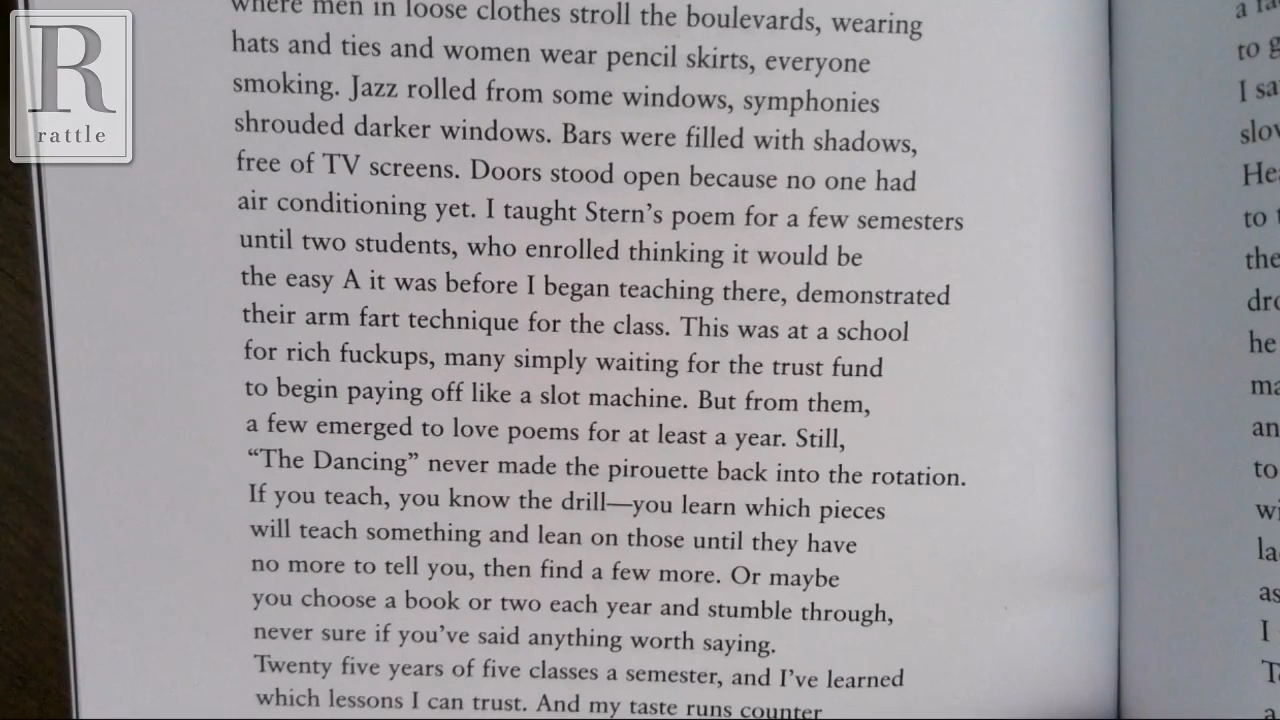 R
rattle
where men in loose clothes stroll the boulevards, wearing
hats and ties and women wear pencil skirts, everyone
smoking. Jazz rolled from some windows, symphonies
shrouded darker windows. Bars were filled with shadows,
free of TV screens. Doors stood open because no one had
air conditioning yet. I taught Stern’s poem for a few semesters
until two students, who enrolled thinking it would be
the easy A it was before I began teaching there, demonstrated
their arm fart technique for the class. This was at a school
for rich fuckups, many simply waiting for the trust fund
to begin paying off like a slot machine. But from them,
a few emerged to love poems for at least a year. Still,
“The Dancing” never made the pirouette back into the rotation.
If you teach, you know the drill—you learn which pieces
will teach something and lean on those until they have
no more to tell you, then find a few more. Or maybe
you choose a book or two each year and stumble through,
never sure if you’ve said anything worth saying.
Twenty five years of five classes a semester, and I’ve learned
which lessons I can trust. And my taste runs counter
a
to
I
to
the
he
an
to
as
I
a